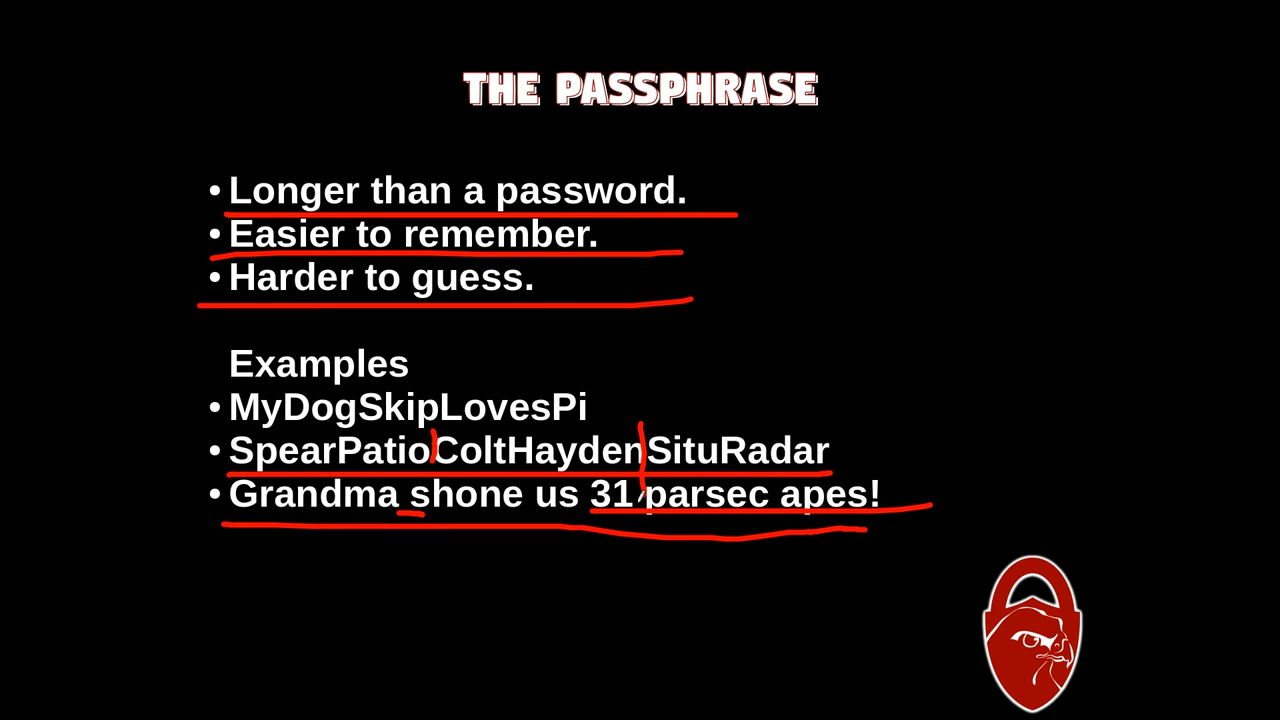 THE PASSPHRASE
• Longer than a password.
• Easier to remember.
• Harder to guess.
Examples
• MyDogSkipLovesPi
• SpearPatioColtHaydenSituRadar
• Grandma shone us 31 parsec apes!